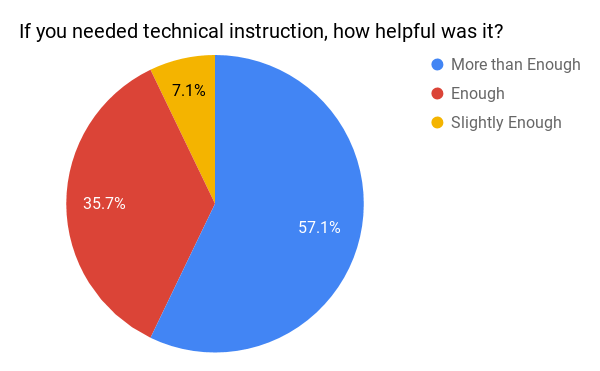 If you needed technical instruction, how helpful was it?
More than Enough
Enough
Slightly Enough
7.1%
35.7%
57.1%